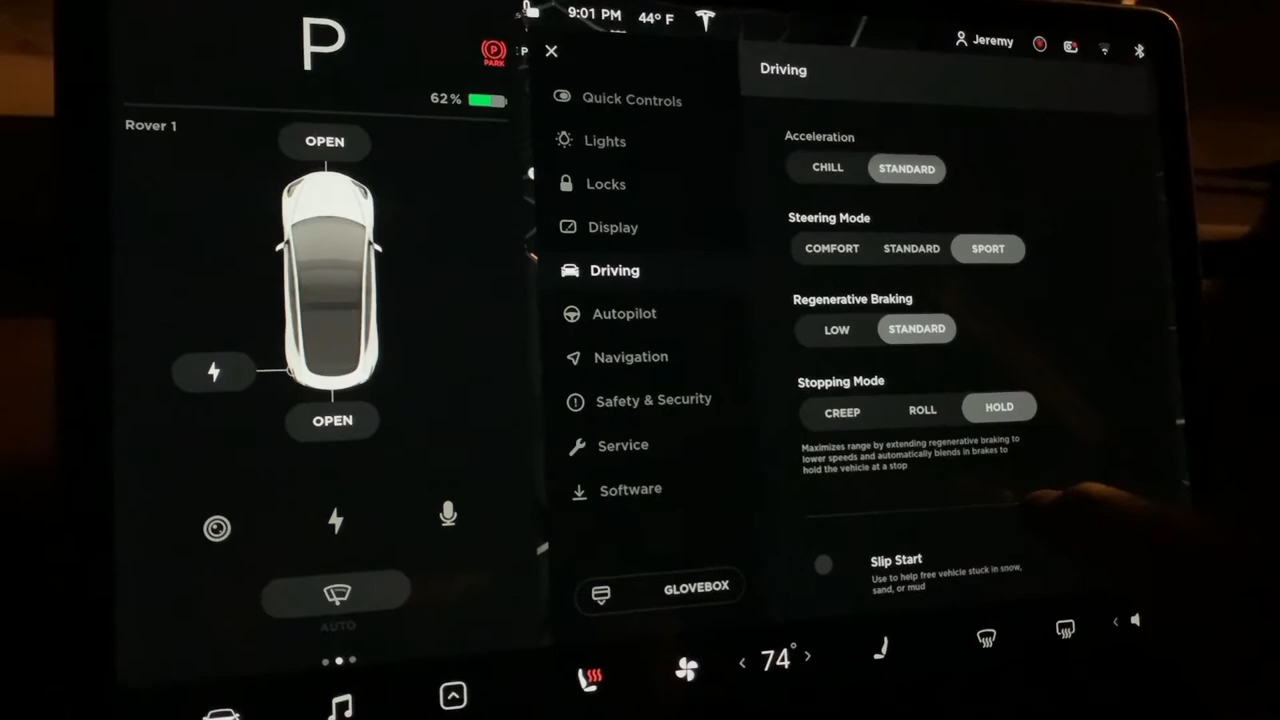 P
PARK
62%
Rover 1
OPEN
OPEN
AUTO
9:01 PM 44° F
Jeremy
Quick Controls
Lights
Locks
Display
Driving
Autopilot
Navigation
Safety & Security
Service
Software
GLOVEBOX
Driving
Acceleration
CHILL STANDARD
Steering Mode
COMFORT STANDARD SPORT
Regenerative Braking
LOW STANDARD
Stopping Mode
CREEP ROLL HOLD
Maximizes range by extending regenerative braking to
lower speeds and automatically blends in brakes to
hold the vehicle at a stop
Slip Start
Use to help free vehicle stuck in snow,
sand, or mud
< 74° >